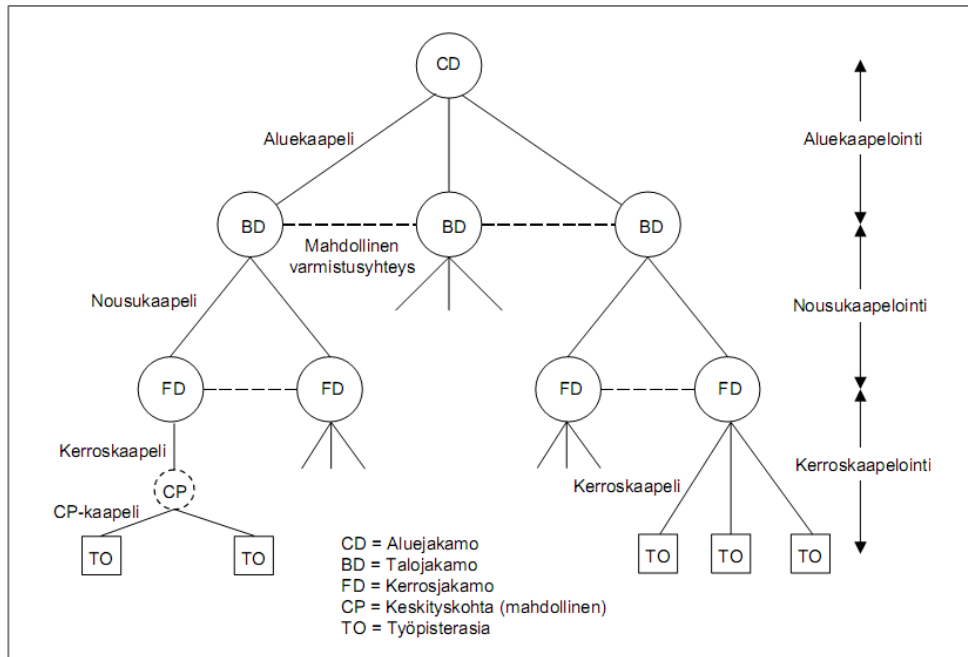 CD
Aluekaapeli
Aluekaapelointi
BD
BD
BD
Mahdollinen
varmistusyhteys
Nousukaapeli
Nousukaapelointi
FD
FD
FD
FD
Kerroskaapeli
CP
Kerroskaapeli
Kerroskaapelointi
CP-kaapeli
TO
TO
TO
TO
TO
CD = Aluejakamo
BD = Talojakamo
FD = Kerrosjakamo
CP = Keskityskohta (mahdollinen)
TO = Työpisterasia